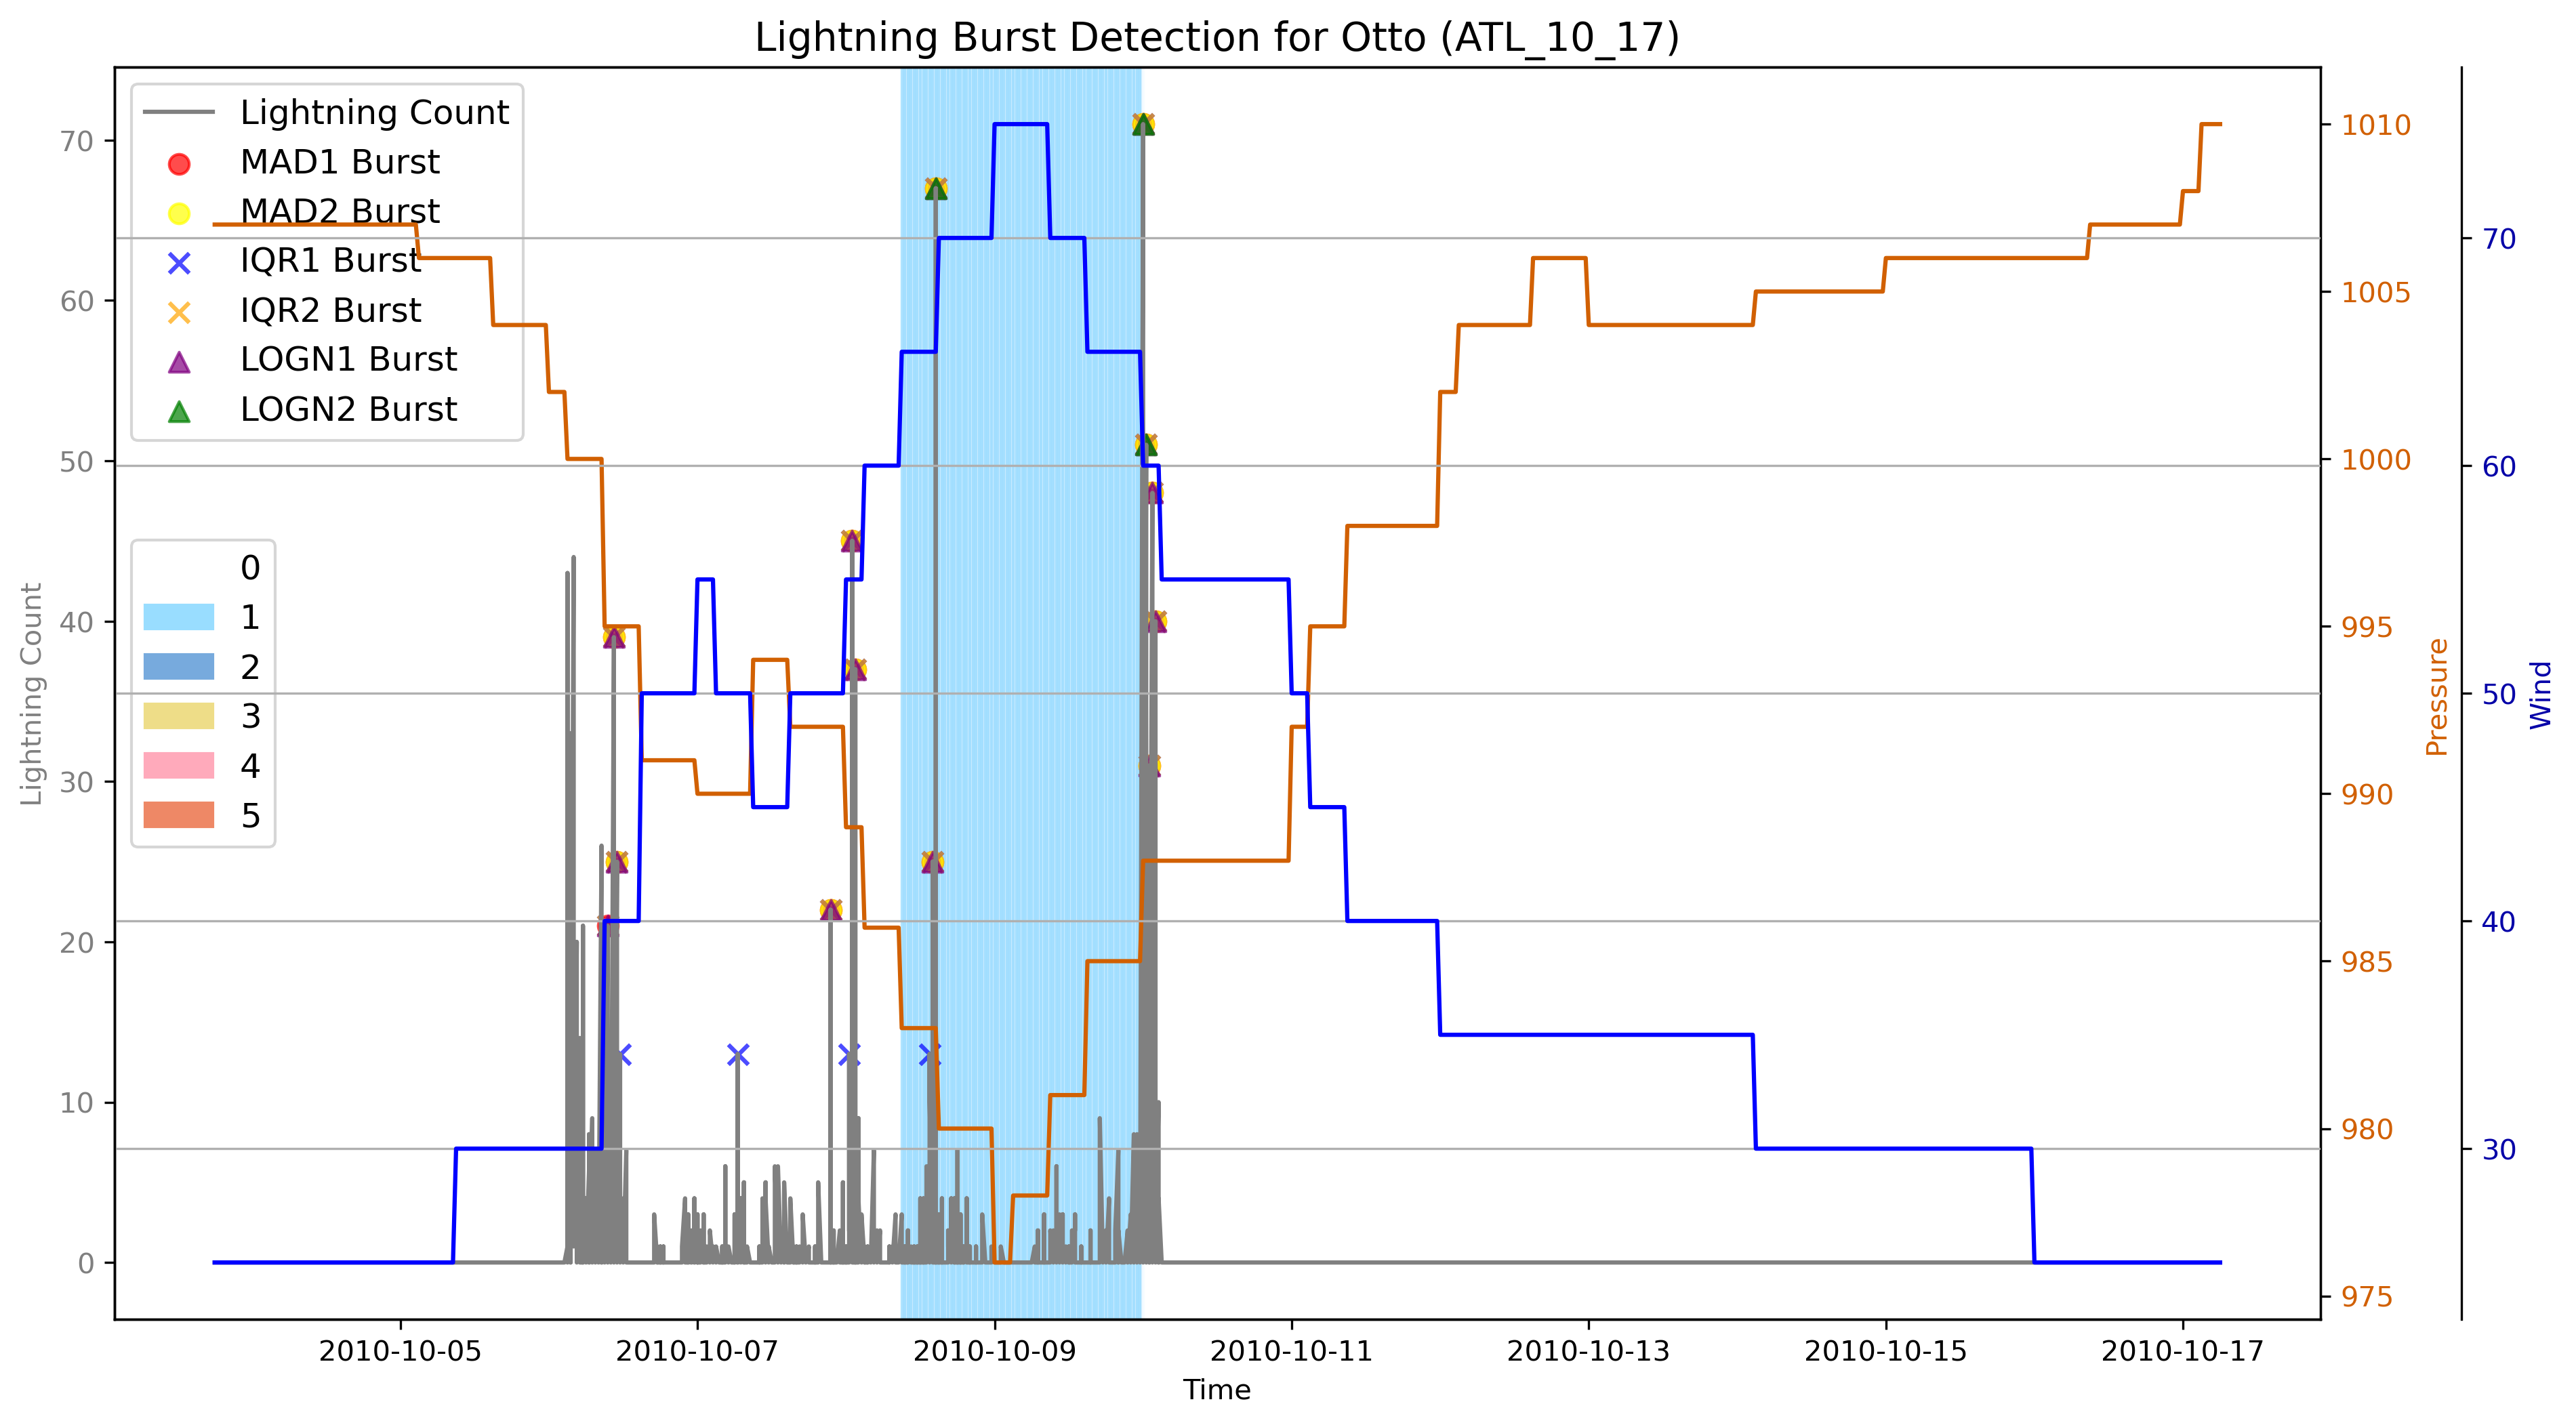 Lightning Burst Detection for Otto (ATL_10_17)
Lightning Count
MAD1 Burst
MAD2 Burst
IQR1 Burst
IQR2 Burst
LOGN1 Burst
LOGN2 Burst
0
1
2
3
4
5
Lightning Count
70
60
50
40
30
20
10
0
1010
1005
1000
995
990
985
980
975
Pressure
70
60
50
40
30
Wind
2010-10-05
2010-10-07
2010-10-09
2010-10-11
2010-10-13
2010-10-15
2010-10-17
Time